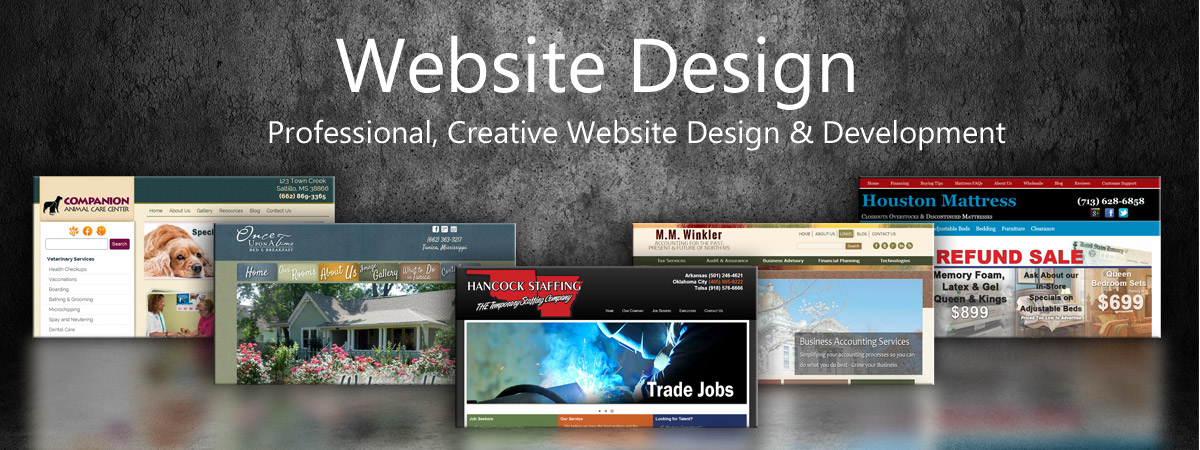 Website Design
Professional, Creative Website Design & Development
123 Town Creek
Saltillo, MS 38866
(662) 869-3365
COMPANION
ANIMAL CARE CENTER
Home About Us Gallery Resources Blog Contact Us
Search
Speci
Veterinary Services
Health Checkups
Vaccinations
Boarding
Bathing & Grooming
Microchipping
Spay and Neutering
Dental Care
Once
UPON A time
BED & BREAKFAST
(662) 363-3217
Tunica, Mississippi
Home Our Rooms About Us Image Gallery What to Do in Tunica Cont
HANCOCK STAFFING
THE Temporary Staffing Company
Arkansas (501) 246-4621
Oklahoma City (405) 605-8222
Tulsa (918) 576-6666
Home Our Company Job Seekers Employers Contact Us
Trade Jobs
Job Seekers Our Service Looking for Talent?
M.M. Winkler
ACCOUNTING FOR THE PAST,
PRESENT & FUTURE OF NORTH MS
HOME ABOUT US LINKS BLOG CONTACT US
Search
Tax Services Audit & Assurance Business Advisory Financial Planning Technologies
Business Accounting Services
Simplifying your accounting processes so you can
do what you do best - Grow your Business
Home Financing Buying Tips Mattress FAQs About Us Wholesale Blog Reviews Customer Support
Houston Mattress
CLOSEOUTS OVERSTOCKS & DISCONTINUED MATTRESSES
(713) 628-6858
djustable Beds Bedding Furniture Clearance
REFUND SALE
Memory Foam,
Latex & Gel
Queen & Kings
$899
Ask About our
In-Store
Specials on
Adjustable Beds
Priced Too Low to Advertise
Queen
Bedroom Sets
$699